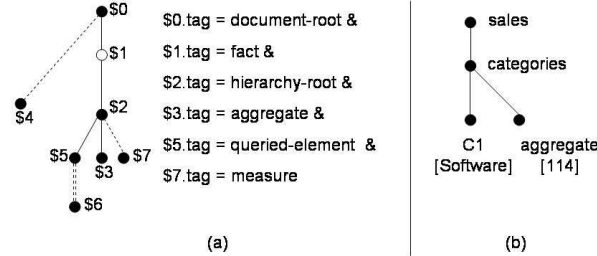 $0
$1
$2
$4
$5
$3
$7
$6
$0.tag = document-root &
$1.tag = fact &
$2.tag = hierarchy-root &
$3.tag = aggregate &
$5.tag = queried-element &
$7.tag = measure
(a)
sales
categories
C1 aggregate
[Software] [114]
(b)